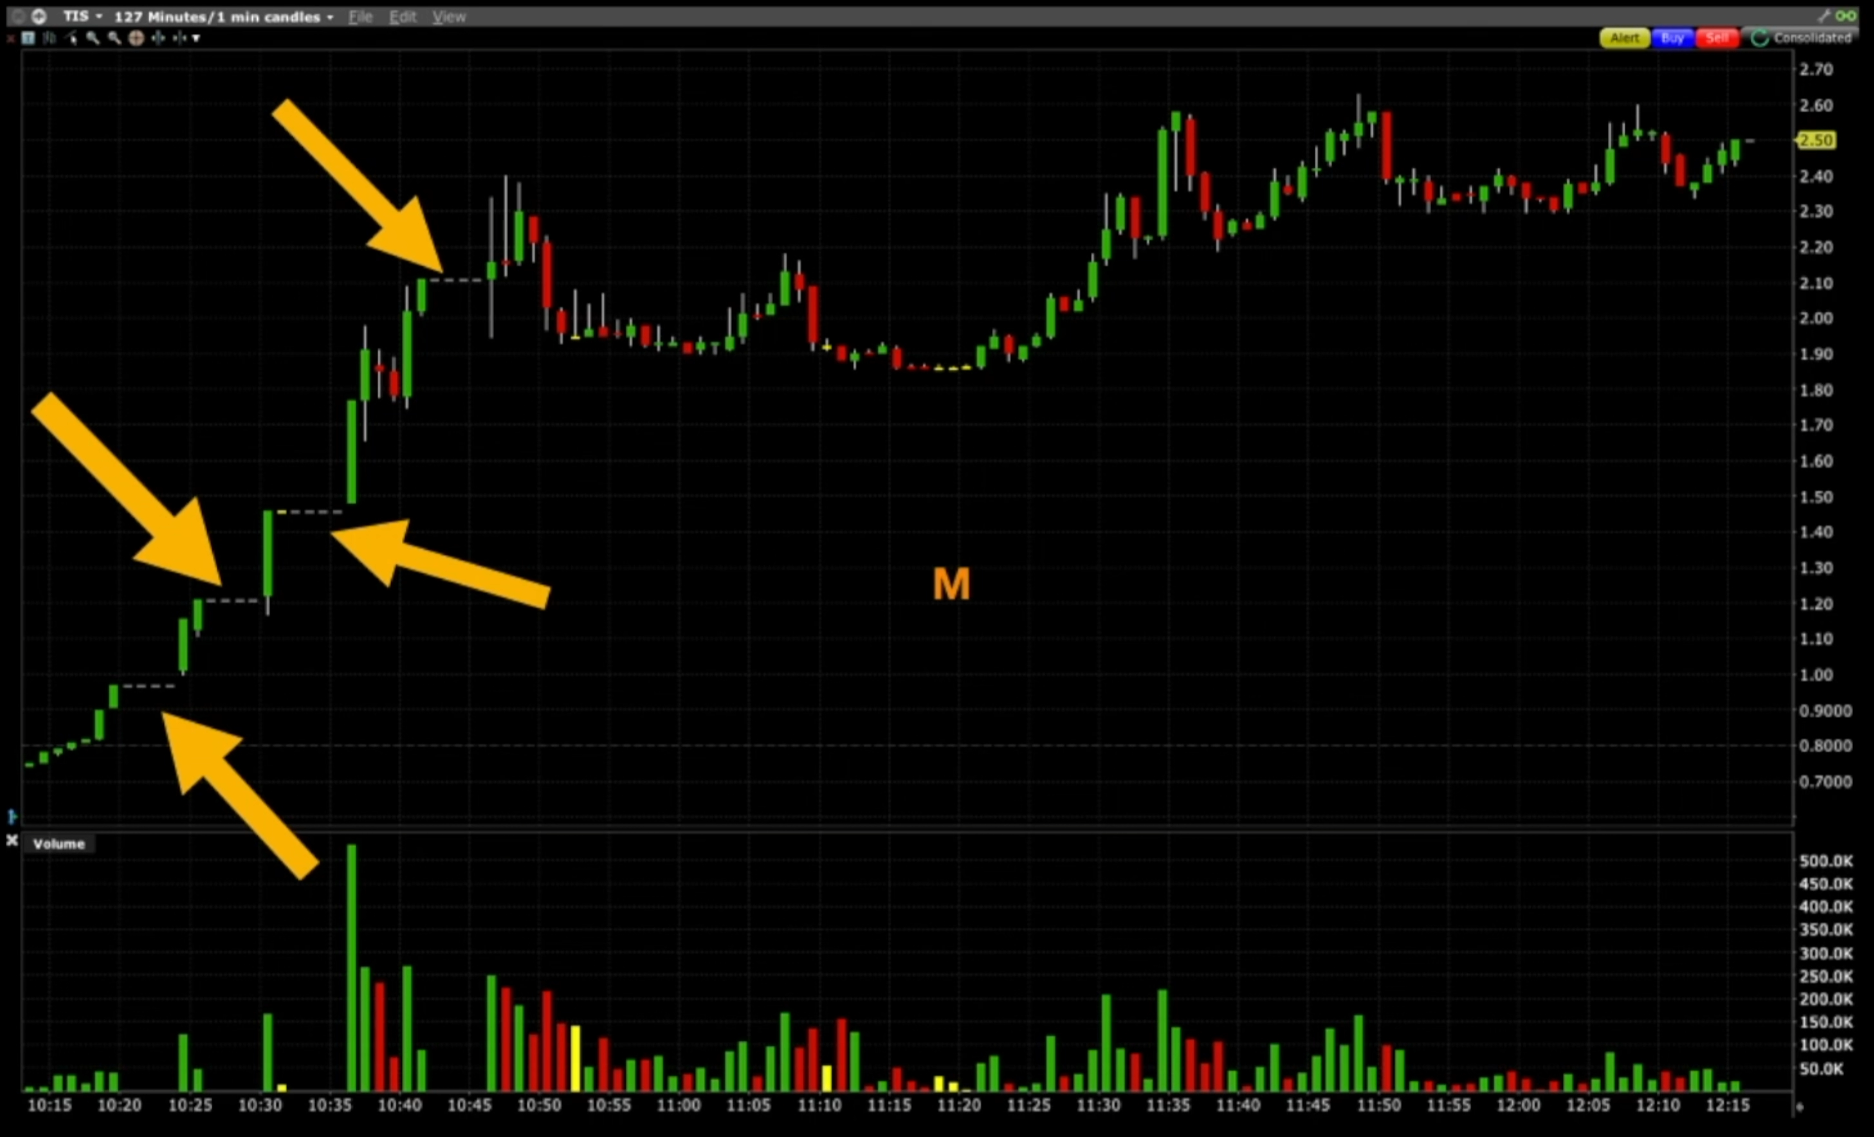 TIS 127 Minutes/1 min candles File Edit View
Alert Buy Sell Consolidated
2.70
2.60
2.50
2.40
2.30
2.20
2.10
2.00
1.90
1.80
1.70
1.60
1.50
1.40
1.30
1.20
1.10
1.00
0.9000
0.8000
0.7000
M
Volume
500.0K
450.0K
400.0K
350.0K
300.0K
250.0K
200.0K
150.0K
100.0K
50.0K
10:15 10:20 10:25 10:30 10:35 10:40 10:45 10:50 10:55 11:00 11:05 11:10 11:15 11:20 11:25 11:30 11:35 11:40 11:45 11:50 11:55 12:00 12:05 12:10 12:15